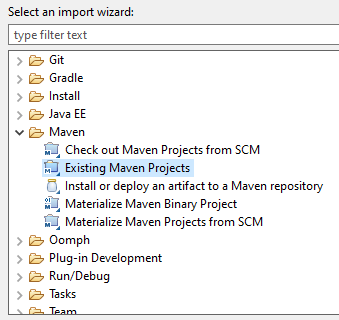 Select an import wizard:
type filter text
Git
Gradle
Install
Java EE
Maven
Check out Maven Projects from SCM
Existing Maven Projects
Install or deploy an artifact to a Maven repository
Materialize Maven Binary Project
Materialize Maven Projects from SCM
Oomph
Plug-in Development
Run/Debug
Tasks
Team